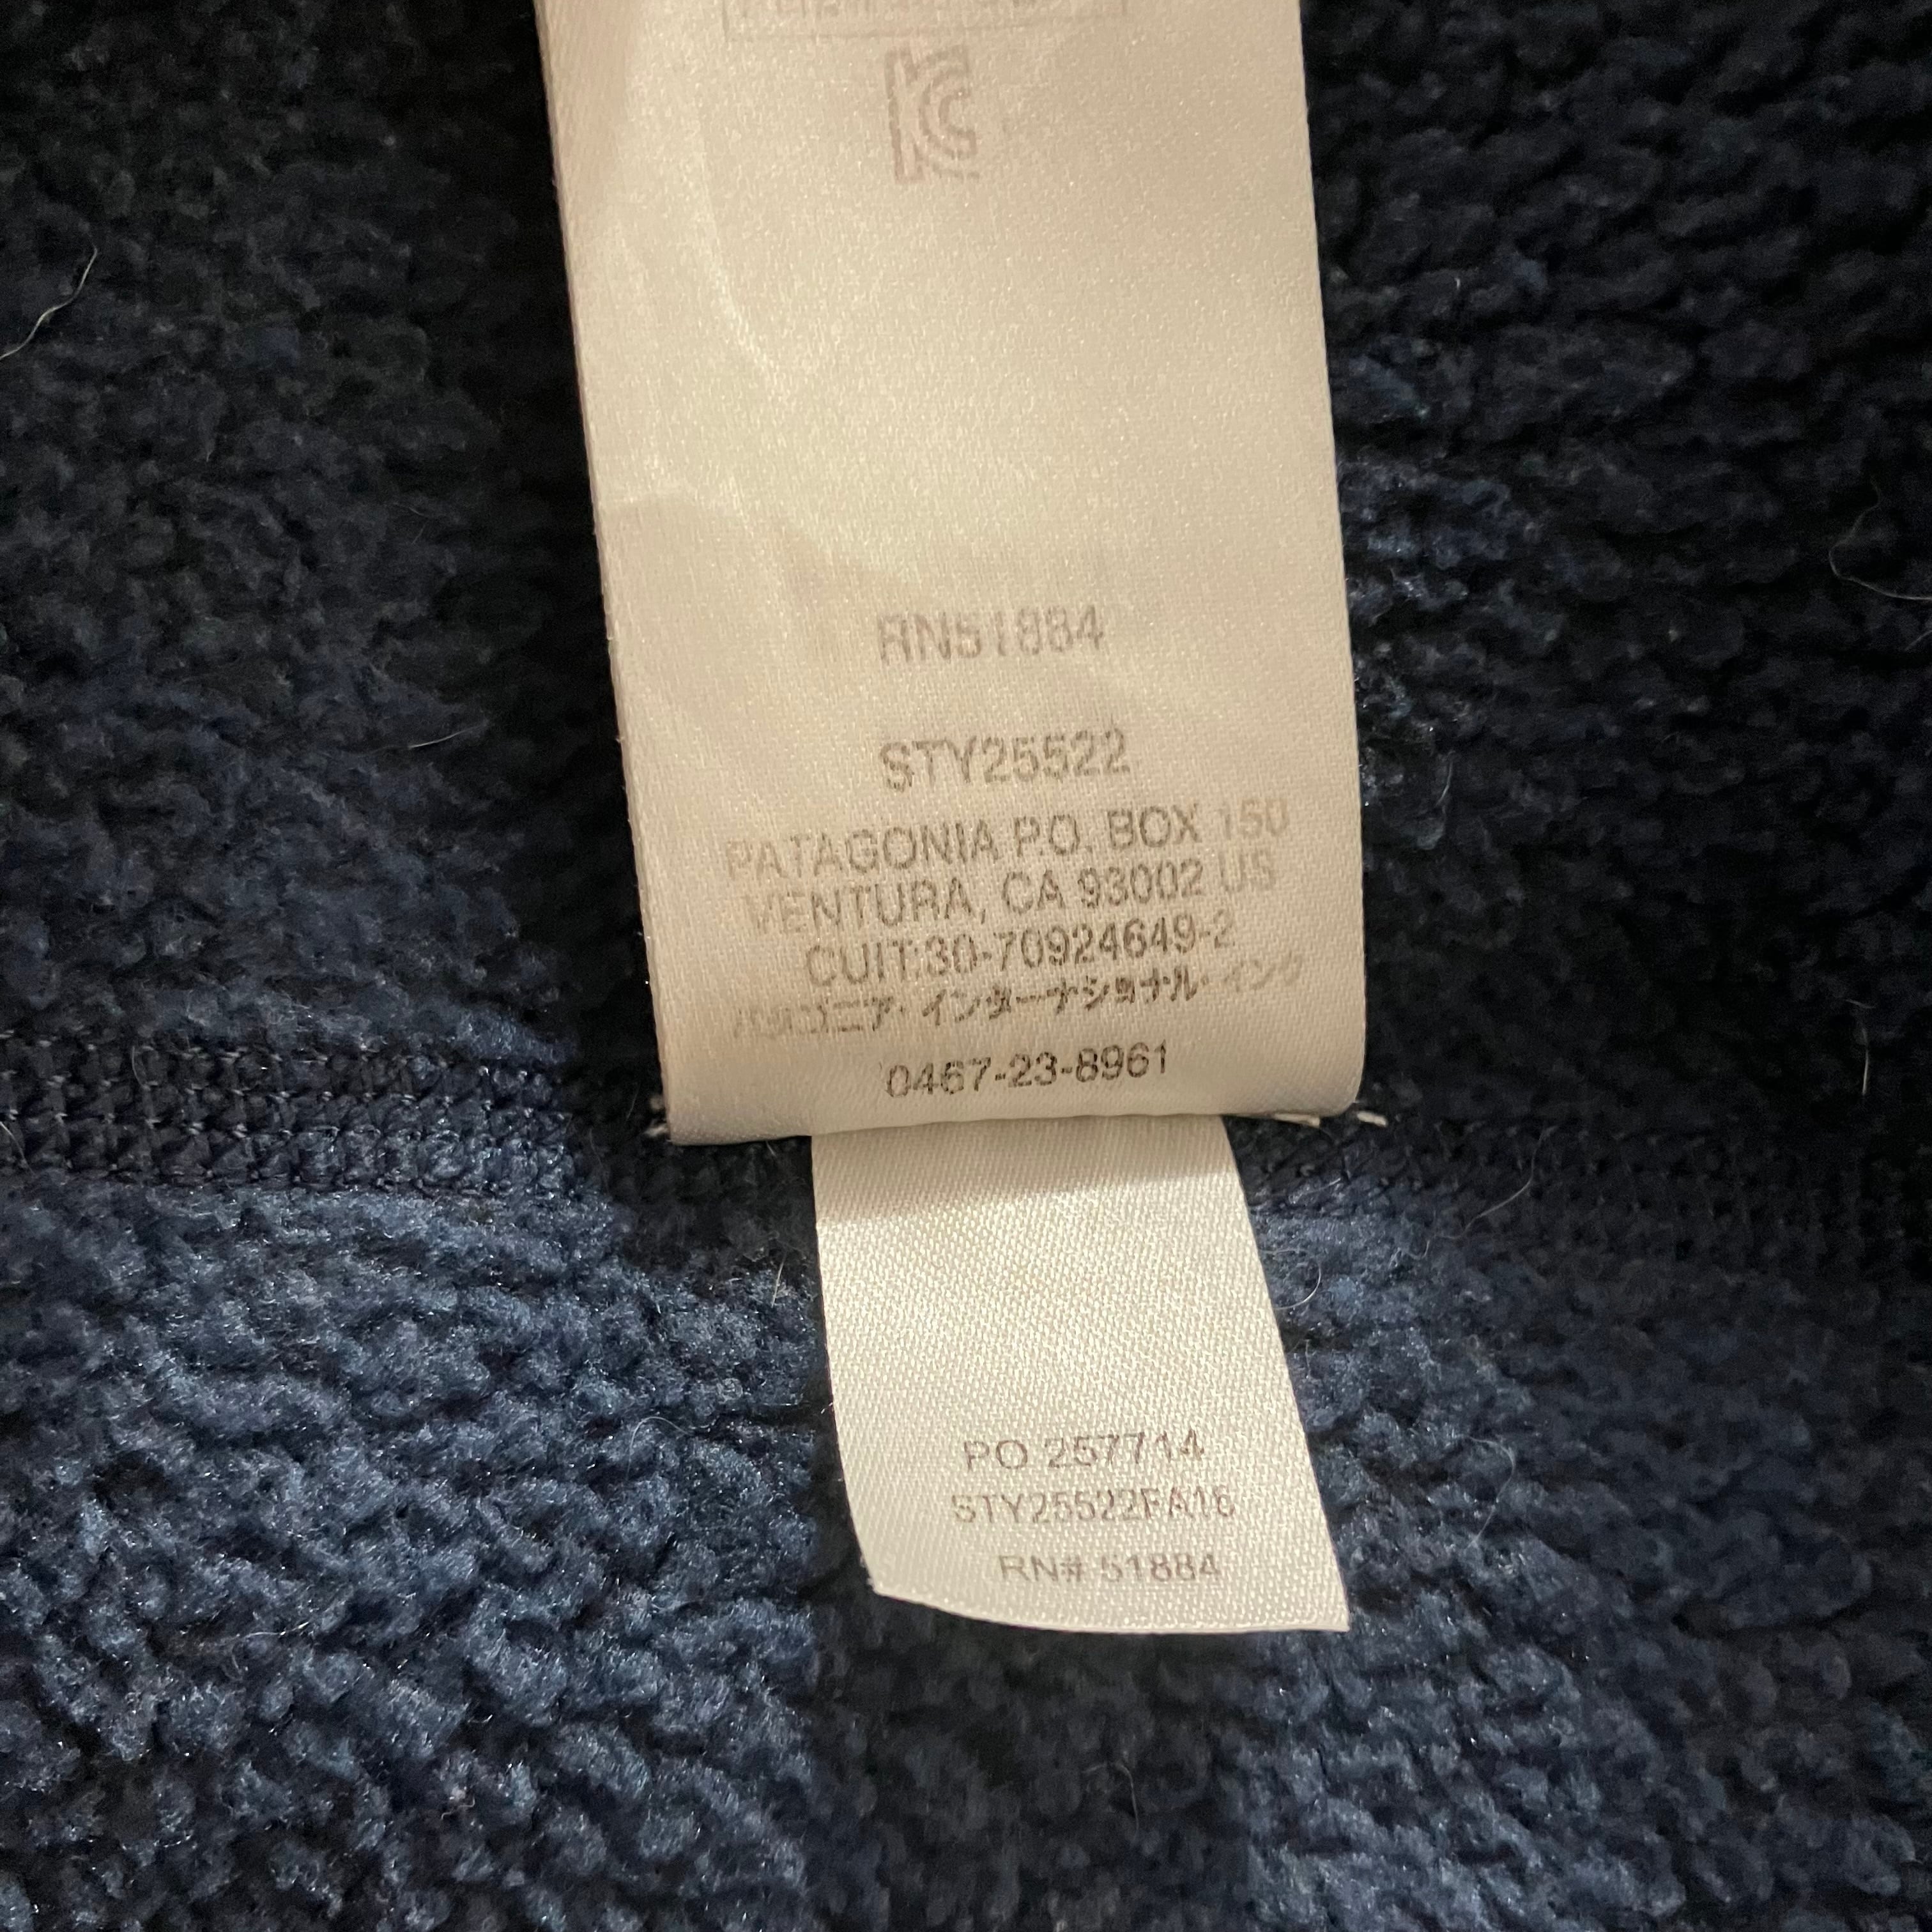 KC
RN51884
STY25522
PATAGONIA P.O. BOX 150
VENTURA, CA 93002 US
CUIT:30-70924649-2
パタゴニア・インターナショナル・インク
0467-23-8961
PO 257714
STY25522FA16
RN# 51884